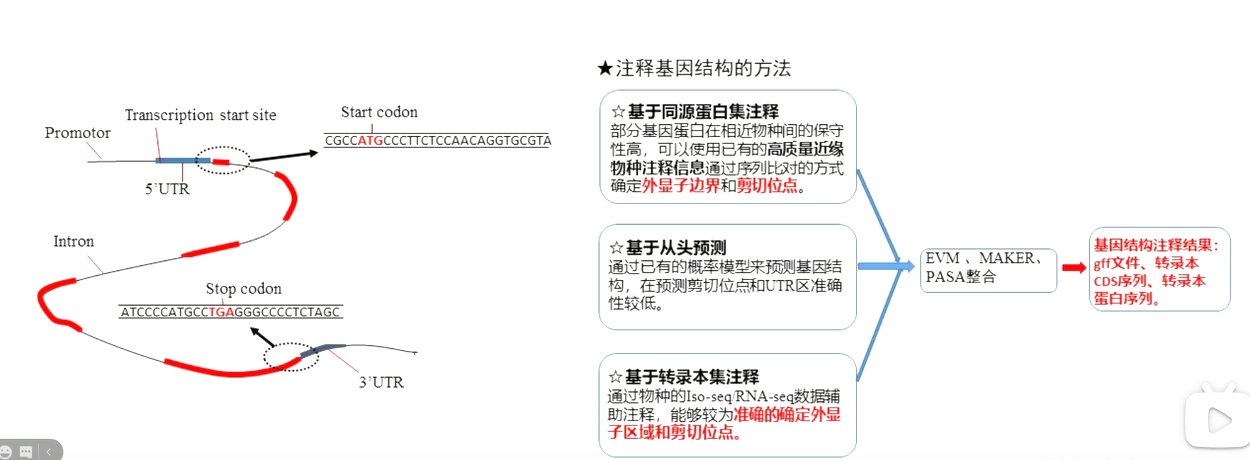 Transcription start site
Promotor
5'UTR
Start codon
CGCCATGCCCTTCTCCAACAGGTGCGTA
Intron
Stop codon
ATCCCCATGCCTGAGGGCCCCTCTAGC
3'UTR
★注释基因结构的方法
☆基于同源蛋白集注释
部分基因蛋白在相近物种间的保守
性高，可以使用已有的高质量近缘
物种注释信息通过序列比对的方式
确定外显子边界和剪切位点。
☆基于从头预测
通过已有的概率模型来预测基因结
构，在预测剪切位点和UTR区准确
性较低。
☆基于转录本集注释
通过物种的Iso-seq/RNA-seq数据辅
助注释，能够较为准确的确定外显
子区域和剪切位点。
EVM 、MAKER、
PASA整合
基因结构注释结果：
gff文件、转录本
CDS序列、转录本
蛋白序列。